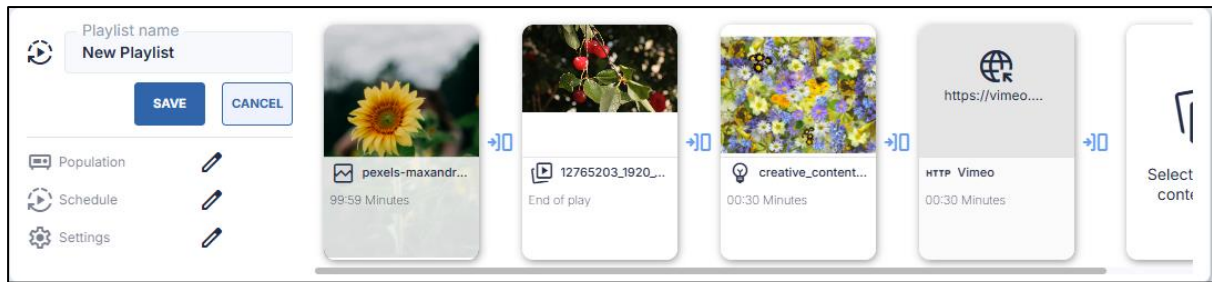 Playlist name
New Playlist
SAVE
CANCEL
Population
Schedule
Settings
pexels-maxandr...
99:59 Minutes
12765203_1920_...
End of play
creative_content...
00:30 Minutes
https://vimeo....
HTTP Vimeo
00:30 Minutes
Select
conte